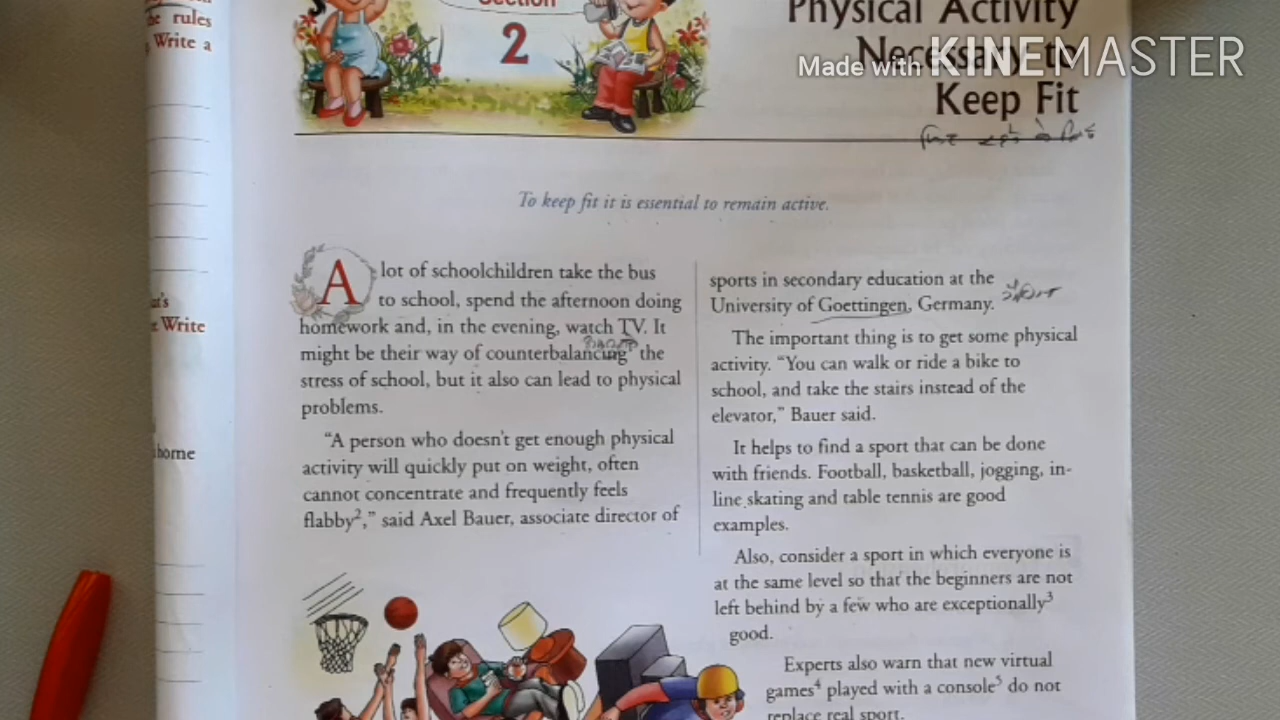 the rules
Write a
Section
2
Physical Activity
Necessary to
Keep Fit
Made with KINEMASTER
To keep fit it is essential to remain active.
A lot of schoolchildren take the bus
to school, spend the afternoon doing
homework and, in the evening, watch TV. It
might be their way of counterbalancing¹ the
stress of school, but it also can lead to physical
problems.
“A person who doesn't get enough physical
activity will quickly put on weight, often
cannot concentrate and frequently feels
flabby²,” said Axel Bauer, associate director of
sports in secondary education at the
University of Goettingen, Germany.
The important thing is to get some physical
activity. “You can walk or ride a bike to
school, and take the stairs instead of the
elevator,” Bauer said.
It helps to find a sport that can be done
with friends. Football, basketball, jogging, in-
line skating and table tennis are good
examples.
Also, consider a sport in which everyone is
at the same level so that the beginners are not
left behind by a few who are exceptionally³
good.
Experts also warn that new virtual
games⁴ played with a console⁵ do not
replace real sport.
Write
home